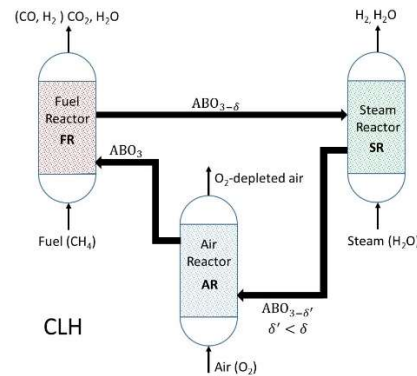 (CO, H₂ ) CO₂, H₂O
H₂, H₂O
Fuel
Reactor
FR
ABO₃₋δ
Steam
Reactor
SR
ABO₃
O₂-depleted air
Fuel (CH₄)
Air
Reactor
AR
Steam (H₂O)
ABO₃₋δ′
δ′ < δ
CLH
Air (O₂)